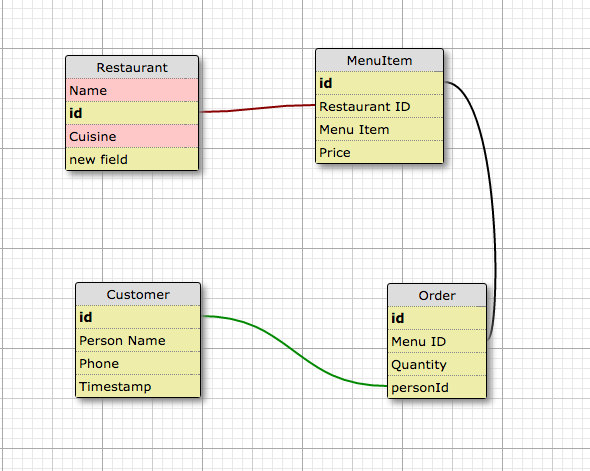 Restaurant
Name
id
Cuisine
new field
MenuItem
id
Restaurant ID
Menu Item
Price
Customer
id
Person Name
Phone
Timestamp
Order
id
Menu ID
Quantity
personId